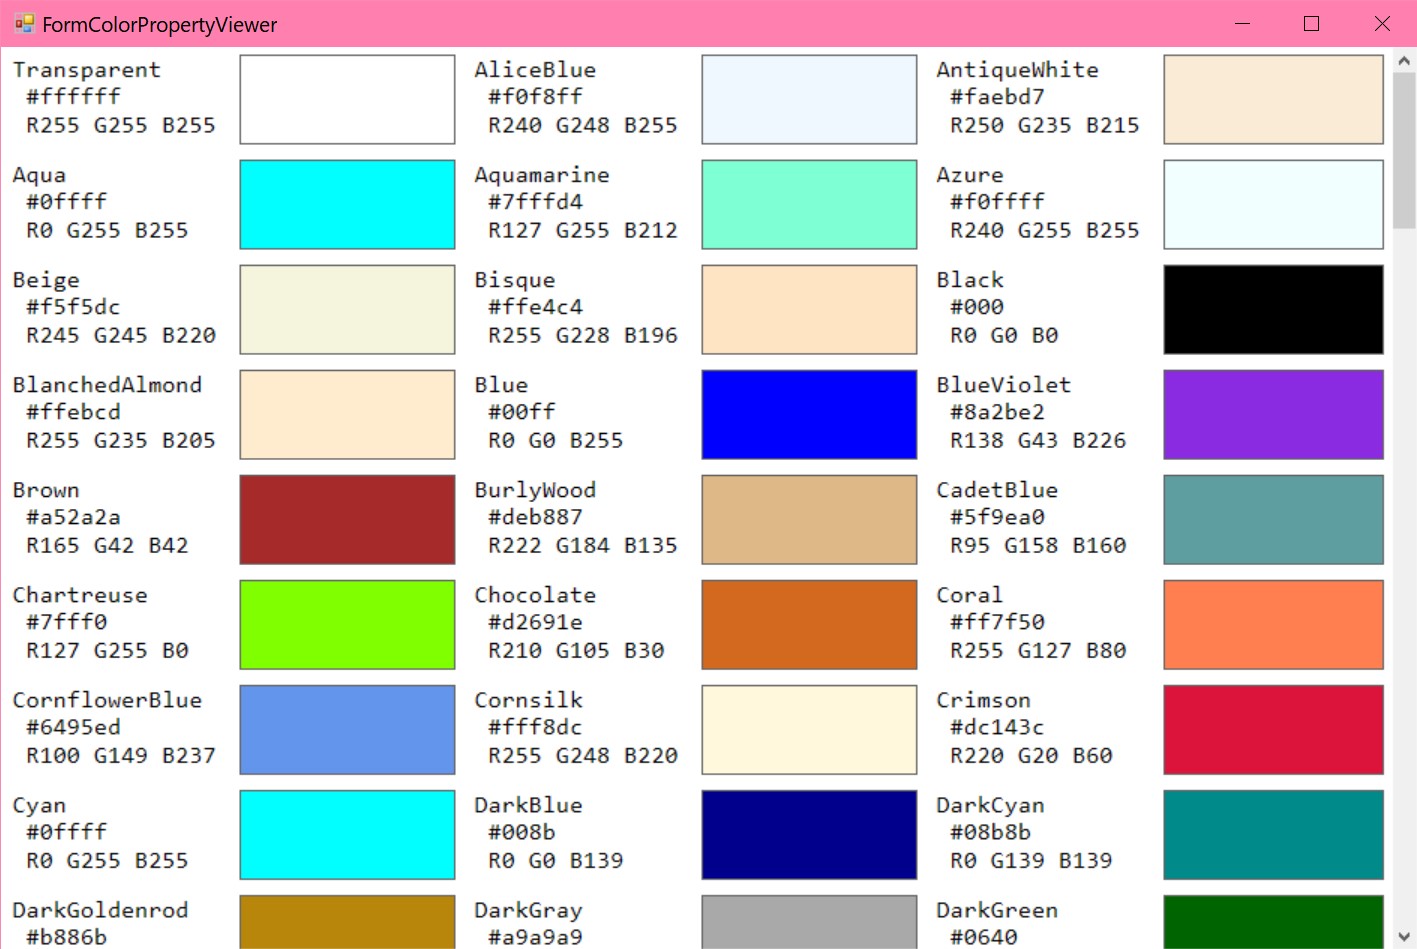 FormColorPropertyViewer
Transparent
#ffffff
R255 G255 B255
AliceBlue
#f0f8ff
R240 G248 B255
AntiqueWhite
#faebd7
R250 G235 B215
Aqua
#0ffff
R0 G255 B255
Aquamarine
#7fffd4
R127 G255 B212
Azure
#f0ffff
R240 G255 B255
Beige
#f5f5dc
R245 G245 B220
Bisque
#ffe4c4
R255 G228 B196
Black
#000
R0 G0 B0
BlanchedAlmond
#ffebcd
R255 G235 B205
Blue
#00ff
R0 G0 B255
BlueViolet
#8a2be2
R138 G43 B226
Brown
#a52a2a
R165 G42 B42
BurlyWood
#deb887
R222 G184 B135
CadetBlue
#5f9ea0
R95 G158 B160
Chartreuse
#7fff0
R127 G255 B0
Chocolate
#d2691e
R210 G105 B30
Coral
#ff7f50
R255 G127 B80
CornflowerBlue
#6495ed
R100 G149 B237
Cornsilk
#fff8dc
R255 G248 B220
Crimson
#dc143c
R220 G20 B60
Cyan
#0ffff
R0 G255 B255
DarkBlue
#008b
R0 G0 B139
DarkCyan
#08b8b
R0 G139 B139
DarkGoldenrod
#b886b
DarkGray
#a9a9a9
DarkGreen
#0640